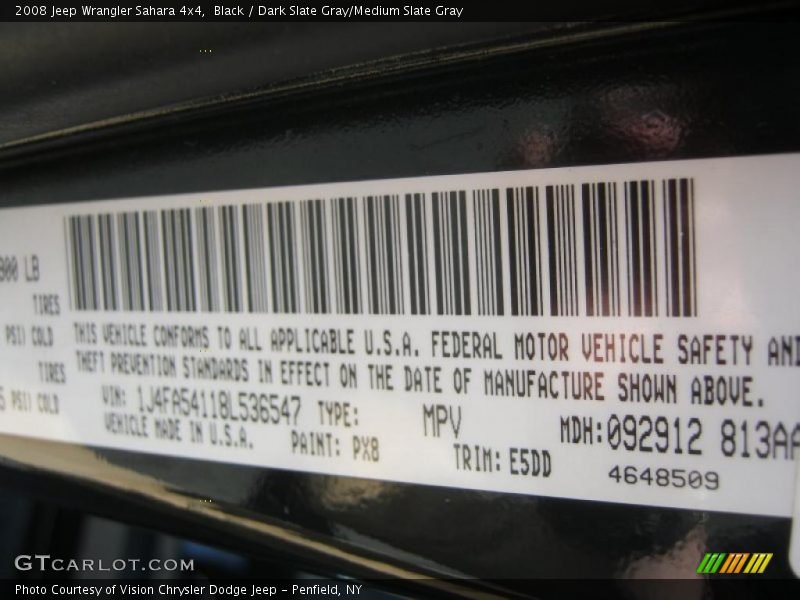 2008 Jeep Wrangler Sahara 4x4,  Black / Dark Slate Gray/Medium Slate Gray
LB
TIRES
PSI) COLD
TIRES
PSI) COLD
THIS VEHICLE CONFORMS TO ALL APPLICABLE U.S.A. FEDERAL MOTOR VEHICLE SAFETY AND
THEFT PREVENTION STANDARDS IN EFFECT ON THE DATE OF MANUFACTURE SHOWN ABOVE.
VIN: 1J4FA54118L536547 TYPE: MPV MDH:092912 813AA
VEHICLE MADE IN U.S.A. PAINT: PX8 TRIM: E5DD 4648509
GTCARLOT.COM
Photo Courtesy of Vision Chrysler Dodge Jeep - Penfield, NY